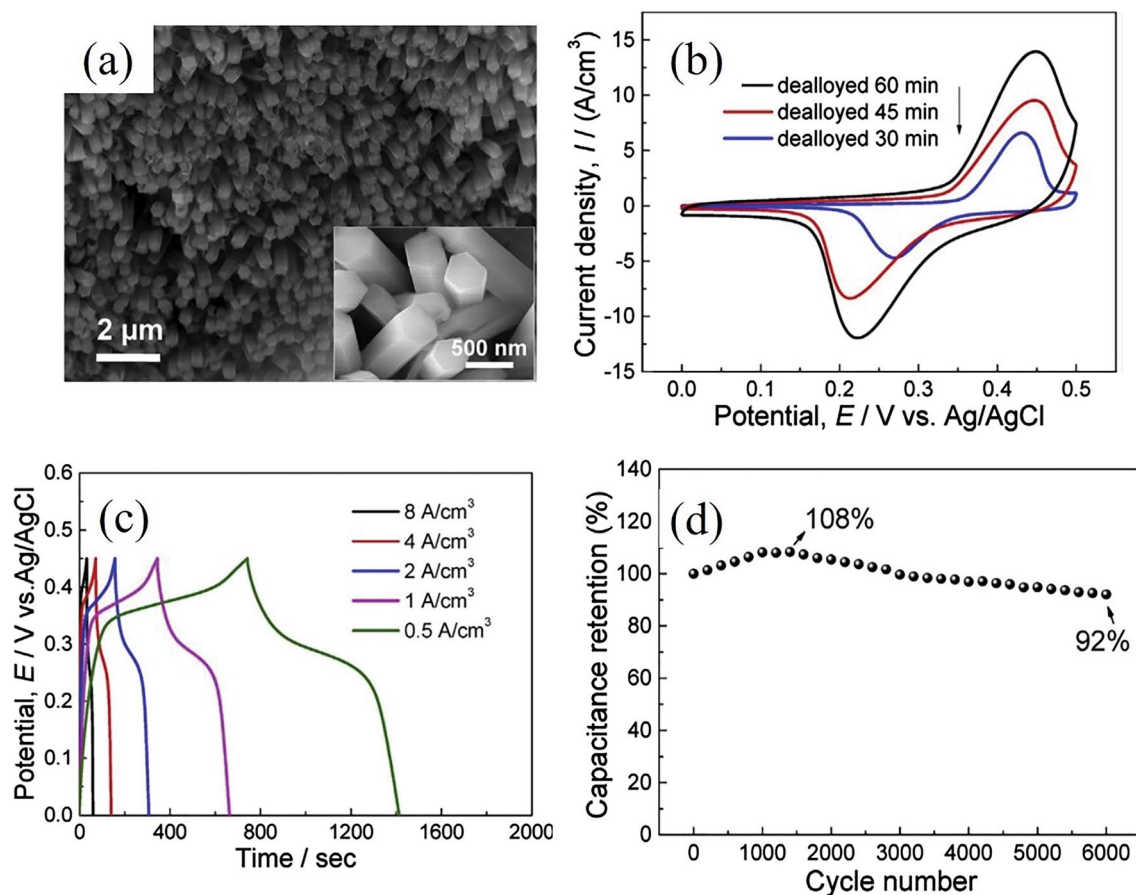 (a)
2 μm
500 nm
(b)
dealloyed 60 min
dealloyed 45 min
dealloyed 30 min
15
10
5
0
-5
-10
-15
Current density, I / (A/cm³)
0.0 0.1 0.2 0.3 0.4 0.5
Potential, E / V vs. Ag/AgCl
(c)
8 A/cm³
4 A/cm³
2 A/cm³
1 A/cm³
0.5 A/cm³
0.6
0.5
0.4
0.3
0.2
0.1
0.0
Potential, E / V vs.Ag/AgCl
0 400 800 1200 1600 2000
Time / sec
(d)
108%
92%
140
120
100
80
60
40
20
0
Capacitance retention (%)
0 1000 2000 3000 4000 5000 6000
Cycle number